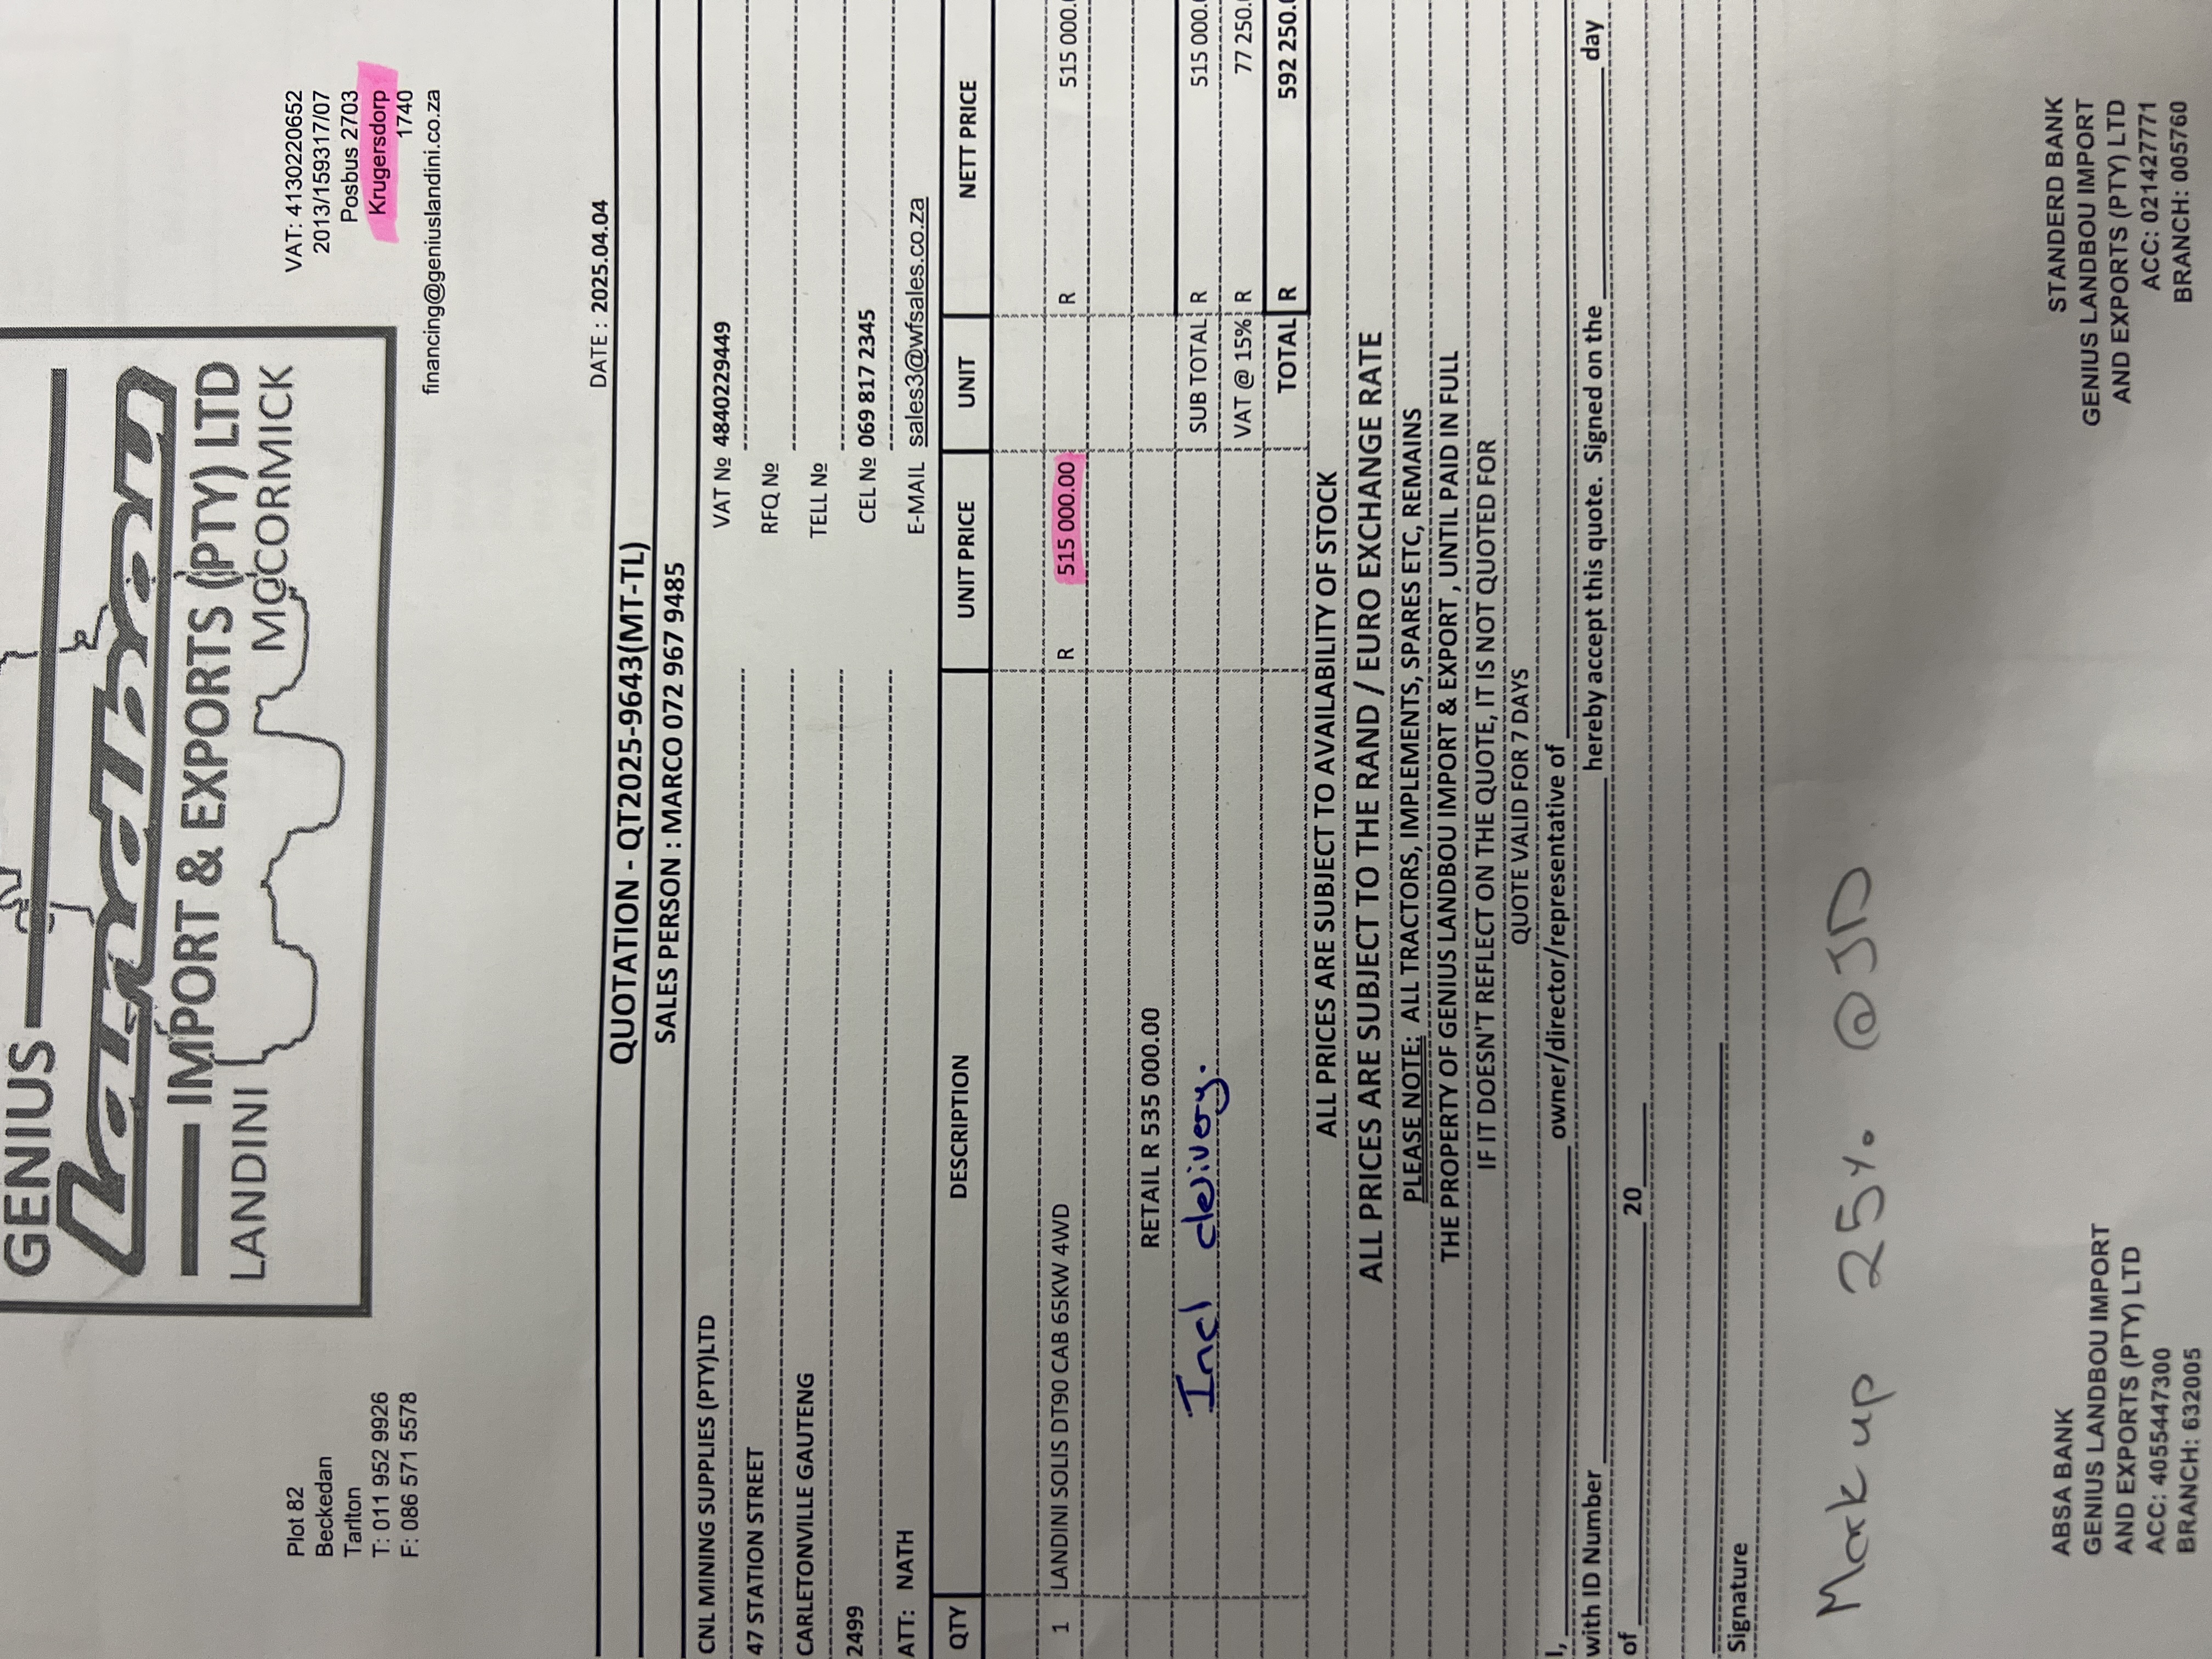 GENIUS
Landbou
IMPORT & EXPORTS (PTY) LTD
LANDINI MCCORMICK
Plot 82
Beckedan
Tarlton
T: 011 952 9926
F: 086 571 5578
VAT: 4130220652
2013/159317/07
Posbus 2703
Krugersdorp
1740
financing@geniuslandini.co.za
DATE : 2025.04.04
QUOTATION - QT2025-9643(MT-TL)
SALES PERSON : MARCO 072 967 9485
CNL MINING SUPPLIES (PTY)LTD
VAT № 4840229449
47 STATION STREET
RFQ №
CARLETONVILLE GAUTENG
TELL №
2499
CEL № 069 817 2345
ATT: NATH
E-MAIL sales3@wfsales.co.za
QTY DESCRIPTION UNIT PRICE UNIT NETT PRICE
1 LANDINI SOLIS DT90 CAB 65KW 4WD R 515 000.00 R 515 000.
RETAIL R 535 000.00
Incl delivery.
SUB TOTAL R 515 000.
VAT @ 15% R 77 250.
TOTAL R 592 250.
ALL PRICES ARE SUBJECT TO AVAILABILITY OF STOCK
ALL PRICES ARE SUBJECT TO THE RAND / EURO EXCHANGE RATE
PLEASE NOTE: ALL TRACTORS, IMPLEMENTS, SPARES ETC, REMAINS
THE PROPERTY OF GENIUS LANDBOU IMPORT & EXPORT , UNTIL PAID IN FULL
IF IT DOESN'T REFLECT ON THE QUOTE, IT IS NOT QUOTED FOR
QUOTE VALID FOR 7 DAYS
I, owner/director/representative of
with ID Number hereby accept this quote. Signed on the day
of 20
Signature
Mark up 25% @JD
ABSA BANK
GENIUS LANDBOU IMPORT
AND EXPORTS (PTY) LTD
ACC: 4055447300
BRANCH: 632005
STANDERD BANK
GENIUS LANDBOU IMPORT
AND EXPORTS (PTY) LTD
ACC: 021427771
BRANCH: 005760